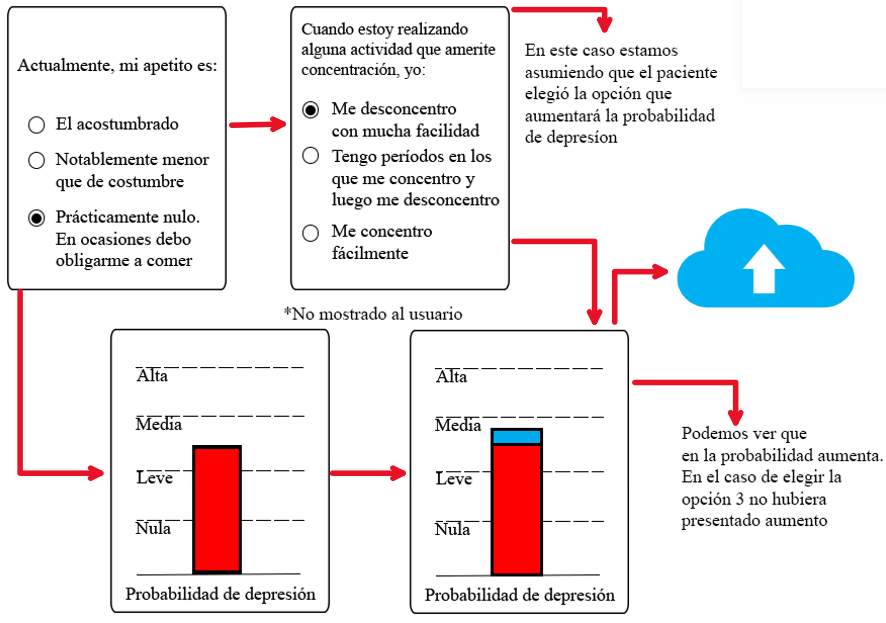 Actualmente, mi apetito es:
El acostumbrado
Notablemente menor
que de costumbre
Prácticamente nulo.
En ocasiones debo
obligarme a comer
Cuando estoy realizando
alguna actividad que amerite
concentración, yo:
Me desconcentro
con mucha facilidad
Tengo períodos en los
que me concentro y
luego me desconcentro
Me concentro
fácilmente
En este caso estamos
asumiendo que el paciente
elegió la opción que
aumentará la probabilidad
de depresíon
*No mostrado al usuario
Alta
Media
Leve
Nula
Probabilidad de depresión
Alta
Media
Leve
Nula
Probabilidad de depresión
Podemos ver que
en la probabilidad aumenta.
En el caso de elegir la
opción 3 no hubiera
presentado aumento